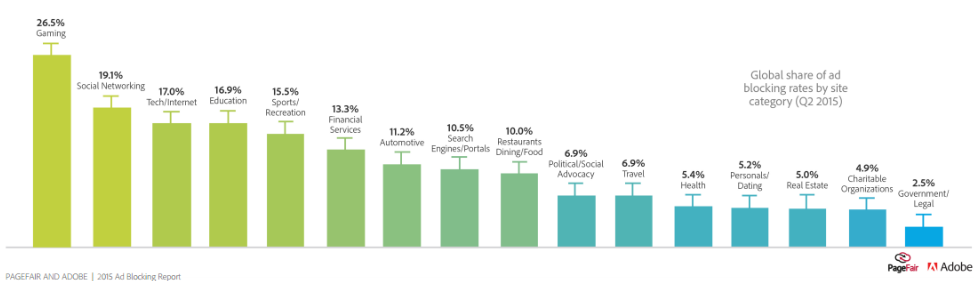 26.5%
Gaming
19.1%
Social Networking
17.0%
Tech/Internet
16.9%
Education
15.5%
Sports/
Recreation
13.3%
Financial
Services
11.2%
Automotive
10.5%
Search
Engines/Portals
10.0%
Restaurants
Dining/Food
6.9%
Political/Social
Advocacy
6.9%
Travel
5.4%
Health
5.2%
Personals/
Dating
5.0%
Real Estate
4.9%
Charitable
Organizations
2.5%
Government/
Legal
Global share of ad
blocking rates by site
category (Q2 2015)
PAGEFAIR AND ADOBE | 2015 Ad Blocking Report
PageFair
Adobe